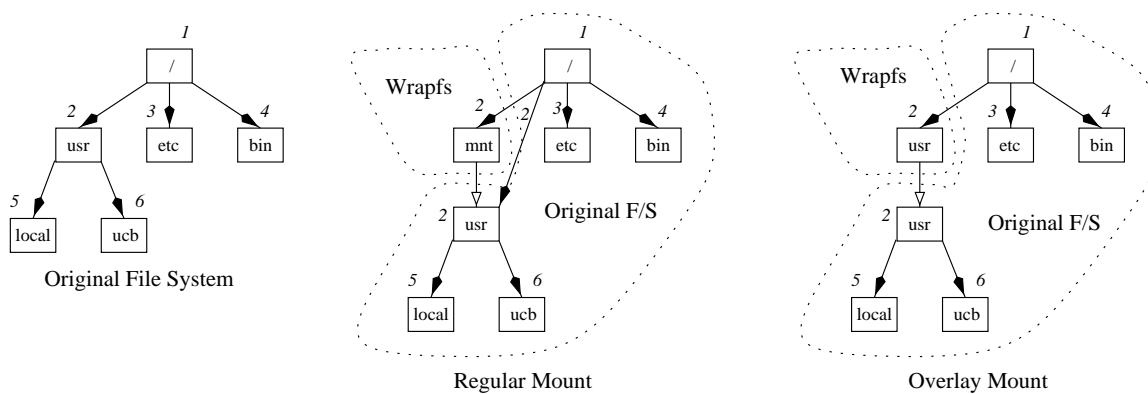 1
/
2
3
4
usr
etc
bin
5
6
local
ucb
Original File System
1
/
Wrapfs
2
2
3
4
mnt
etc
bin
2
usr
Original F/S
5
6
local
ucb
Regular Mount
1
/
Wrapfs
2
3
4
usr
etc
bin
2
usr
Original F/S
5
6
local
ucb
Overlay Mount